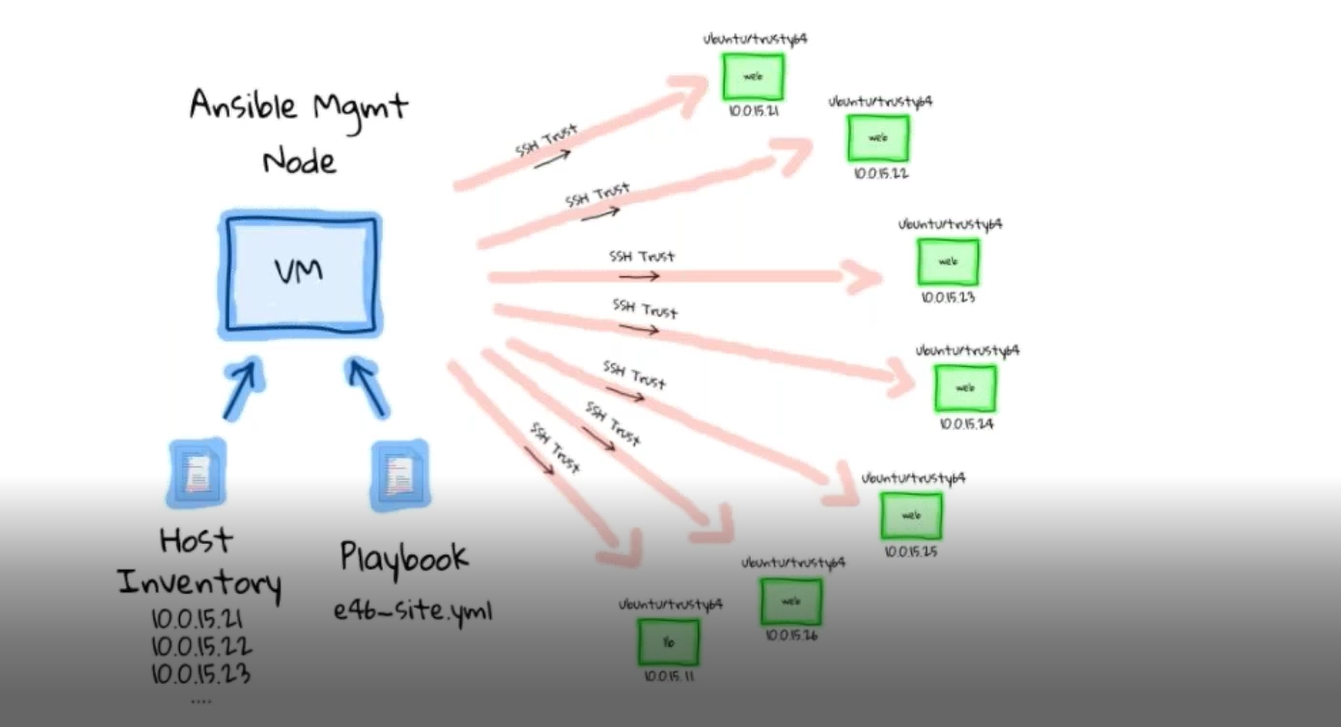 Ansible Mgmt
Node
VM
Host
Inventory
10.0.15.21
10.0.15.22
10.0.15.23
....
Playbook
e46-site.yml
SSH Trust
SSH Trust
SSH Trust
SSH Trust
SSH Trust
SSH Trust
SSH Trust
ubuntu/trusty64
web
10.0.15.21
ubuntu/trusty64
web
10.0.15.22
ubuntu/trusty64
web
10.0.15.23
ubuntu/trusty64
web
10.0.15.24
ubuntu/trusty64
web
10.0.15.25
ubuntu/trusty64
web
10.0.15.26
ubuntu/trusty64
lb
10.0.15.11